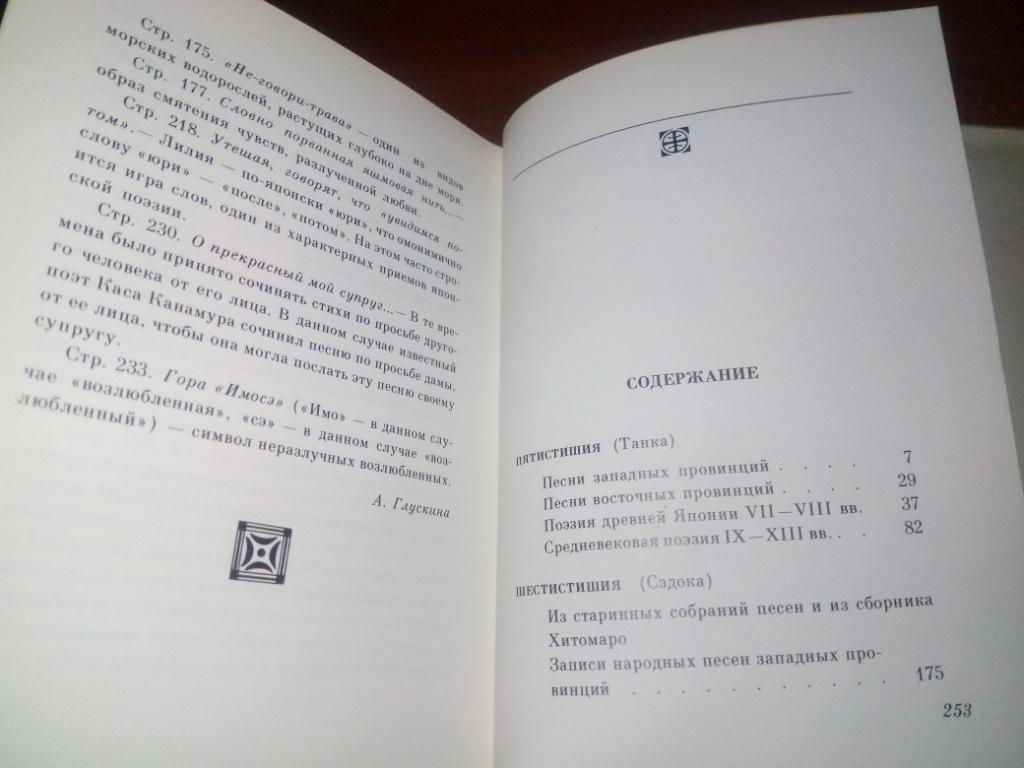 Стр. 175. «Не-говори-трава» — один из видов
морских водорослей, растущих глубоко на дне моря.
Стр. 177. Словно порванная яшмовая нить...—
образ смятения чувств, разлученной любви.
Стр. 218. Утешая, говорят, что «увидимся по-
том».— Лилия — по-японски «юри», что омонимично
слову «юри» — «после», «потом». На этом часто стро-
ится игра слов, один из характерных приемов япон-
ской поэзии.
Стр. 230. О прекрасный мой супруг...— В те вре-
мена было принято сочинять стихи по просьбе друго-
го человека от его лица. В данном случае известный
поэт Каса Канамура сочинил песню по просьбе дамы,
от ее лица, чтобы она могла послать эту песню своему
супругу.
Стр. 233. Гора «Имосэ» («Имо» — в данном слу-
чае «возлюбленная», «сэ» — в данном случае «воз-
любленный») — символ неразлучных возлюбленных.
А. Глускина
СОДЕРЖАНИЕ
ПЯТИСТИШИЯ (Танка)
Песни западных провинций . . . . 7
Песни восточных провинций . . . . 29
Поэзия древней Японии VII—VIII вв. 37
Средневековая поэзия IX—XIII вв. . . 82
ШЕСТИСТИШИЯ (Сэдока)
Из старинных собраний песен и из сборника
Хитомаро
Записи народных песен западных про-
винций . . . . . . . . . . . 175
253